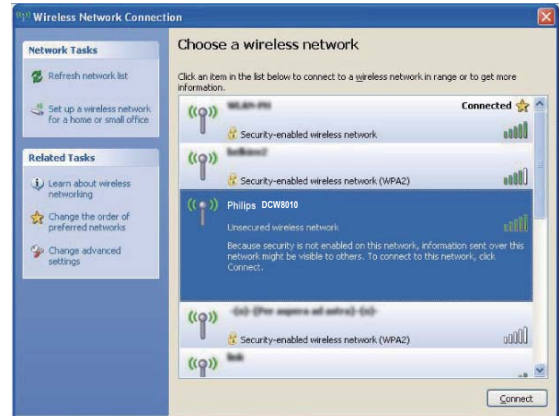 Wireless Network Connection
Network Tasks
Refresh network list
Set up a wireless network
for a home or small office
Related Tasks
Learn about wireless
networking
Change the order of
preferred networks
Change advanced
settings
Choose a wireless network
Click an item in the list below to connect to a wireless network in range or to get more
information.
Connected
Security-enabled wireless network
Security-enabled wireless network (WPA2)
Philips DCW8010
Unsecured wireless network
Because security is not enabled on this network, information sent over this
network might be visible to others. To connect to this network, click
Connect.
Security-enabled wireless network (WPA2)
Connect